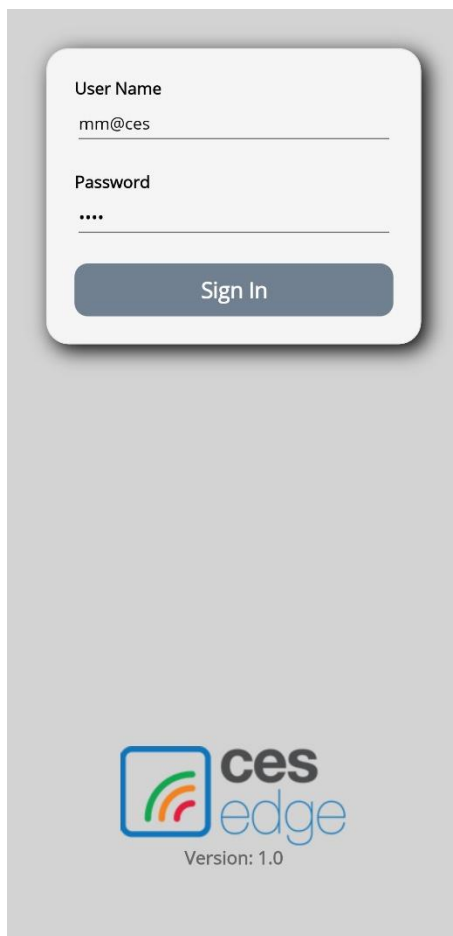 User Name
mm@ces
Password
••••
Sign In
ces
edge
Version: 1.0